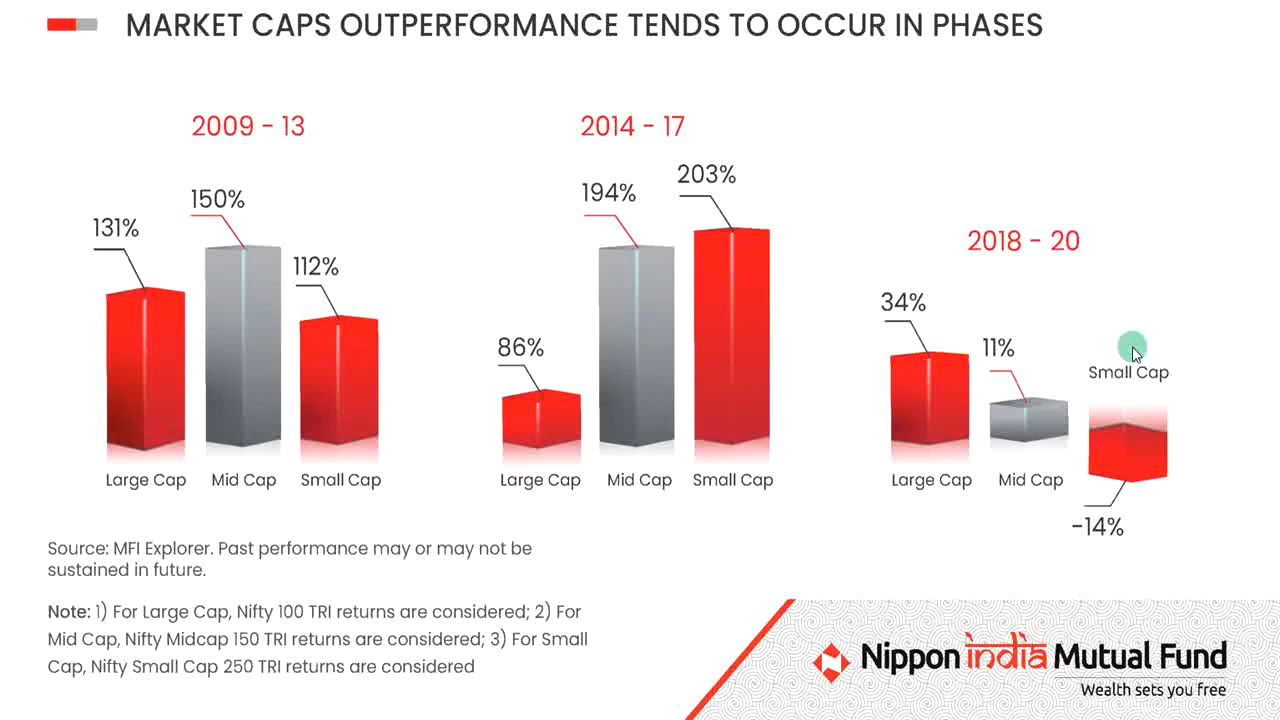 MARKET CAPS OUTPERFORMANCE TENDS TO OCCUR IN PHASES
2009 - 13
131%
150%
112%
Large Cap
Mid Cap
Small Cap
2014 - 17
86%
194%
203%
Large Cap
Mid Cap
Small Cap
2018 - 20
34%
11%
Small Cap
Large Cap
Mid Cap
-14%
Source: MFI Explorer. Past performance may or may not be
sustained in future.
Note: 1) For Large Cap, Nifty 100 TRI returns are considered; 2) For
Mid Cap, Nifty Midcap 150 TRI returns are considered; 3) For Small
Cap, Nifty Small Cap 250 TRI returns are considered
Nippon india Mutual Fund
Wealth sets you free